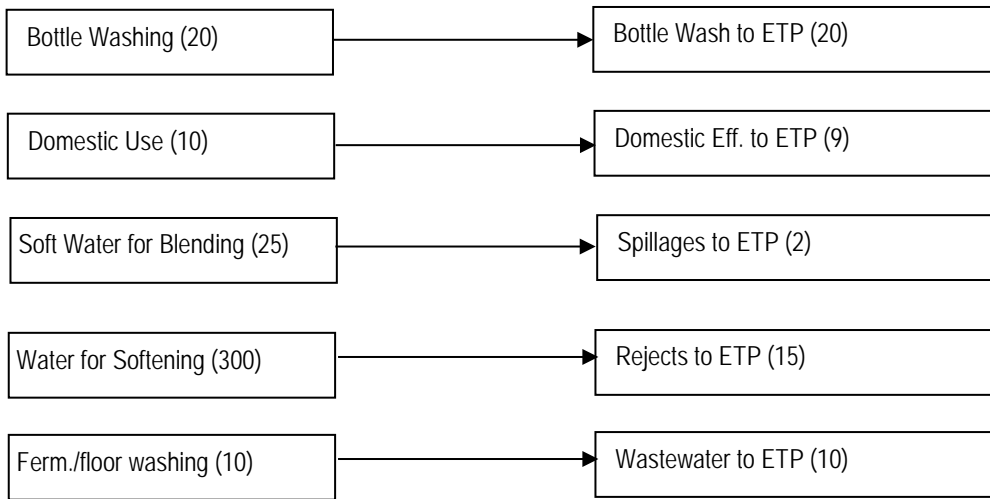 Bottle Washing (20)
Bottle Wash to ETP (20)
Domestic Use (10)
Domestic Eff. to ETP (9)
Soft Water for Blending (25)
Spillages to ETP (2)
Water for Softening (300)
Rejects to ETP (15)
Ferm./floor washing (10)
Wastewater to ETP (10)